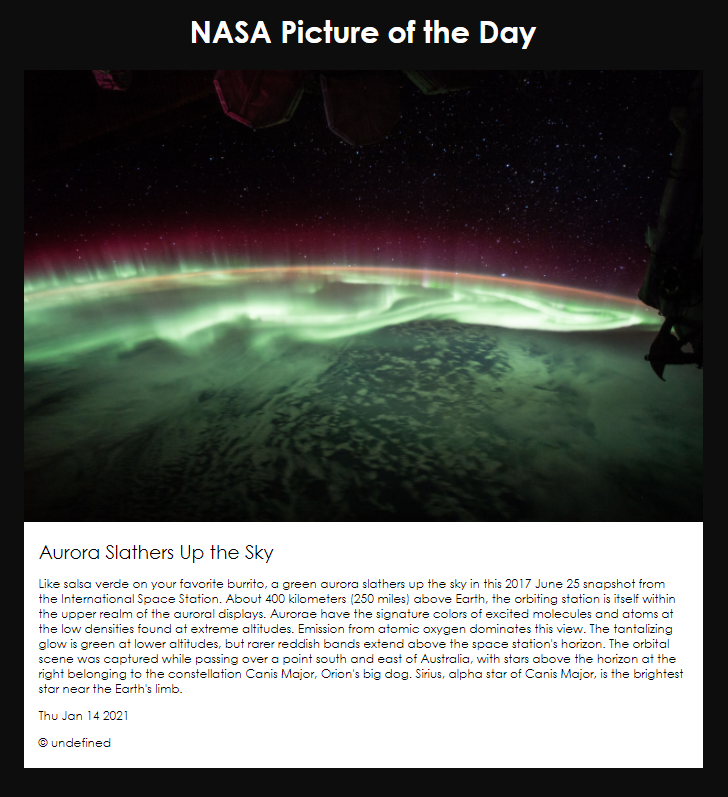 NASA Picture of the Day
Aurora Slathers Up the Sky
Like salsa verde on your favorite burrito, a green aurora slathers up the sky in this 2017 June 25 snapshot from
the International Space Station. About 400 kilometers (250 miles) above Earth, the orbiting station is itself within
the upper realm of the auroral displays. Aurorae have the signature colors of excited molecules and atoms at
the low densities found at extreme altitudes. Emission from atomic oxygen dominates this view. The tantalizing
glow is green at lower altitudes, but rarer reddish bands extend above the space station's horizon. The orbital
scene was captured while passing over a point south and east of Australia, with stars above the horizon at the
right belonging to the constellation Canis Major, Orion's big dog. Sirius, alpha star of Canis Major, is the brightest
star near the Earth's limb.
Thu Jan 14 2021
© undefined